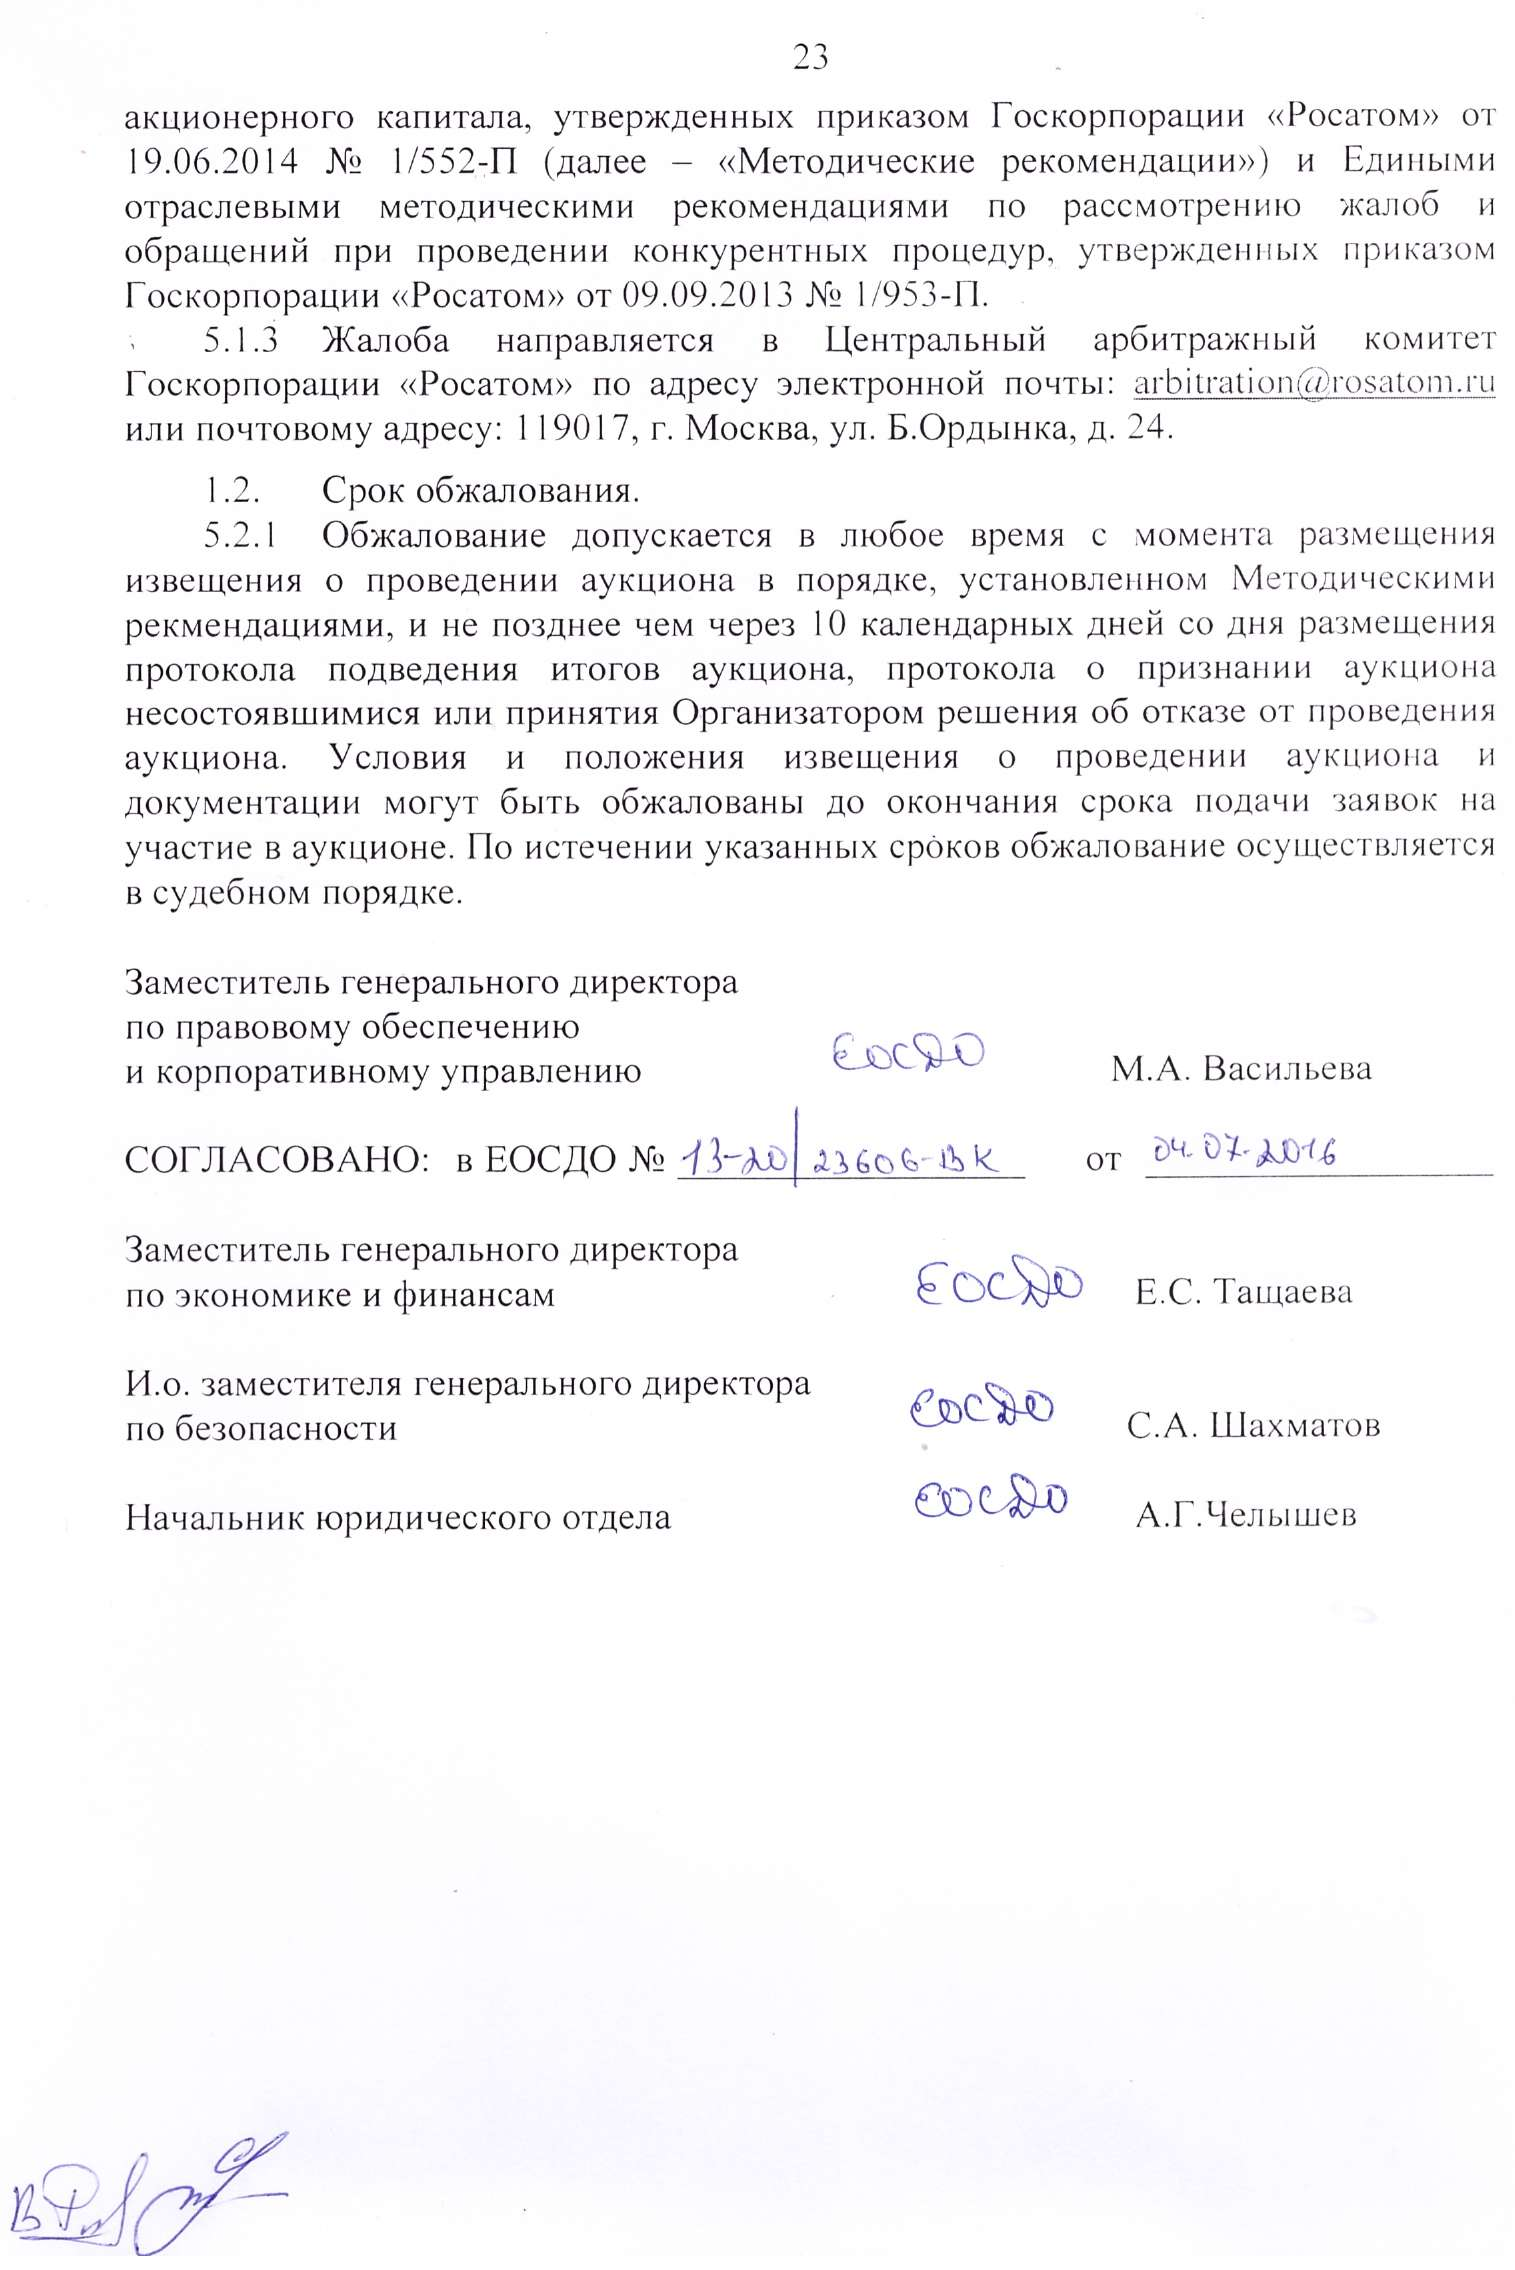 23
акционерного капитала, утвержденных приказом Госкорпорации «Росатом» от
19.06.2014 № 1/552-П (далее – «Методические рекомендации») и Едиными
отраслевыми методическими рекомендациями по рассмотрению жалоб и
обращений при проведении конкурентных процедур, утвержденных приказом
Госкорпорации «Росатом» от 09.09.2013 № 1/953-П.
5.1.3 Жалоба направляется в Центральный арбитражный комитет
Госкорпорации «Росатом» по адресу электронной почты: arbitration@rosatom.ru
или почтовому адресу: 119017, г. Москва, ул. Б.Ордынка, д. 24.
1.2. Срок обжалования.
5.2.1 Обжалование допускается в любое время с момента размещения
извещения о проведении аукциона в порядке, установленном Методическими
рекмендациями, и не позднее чем через 10 календарных дней со дня размещения
протокола подведения итогов аукциона, протокола о признании аукциона
несостоявшимися или принятия Организатором решения об отказе от проведения
аукциона. Условия и положения извещения о проведении аукциона и
документации могут быть обжалованы до окончания срока подачи заявок на
участие в аукционе. По истечении указанных сроков обжалование осуществляется
в судебном порядке.
Заместитель генерального директора
по правовому обеспечению
и корпоративному управлению ЕОСДО М.А. Васильева
СОГЛАСОВАНО: в ЕОСДО № 13-20/23606-ВК от 04.07.2016
Заместитель генерального директора
по экономике и финансам ЕОСДО Е.С. Тащаева
И.о. заместителя генерального директора
по безопасности ЕОСДО С.А. Шахматов
Начальник юридического отдела ЕОСДО А.Г.Челышев